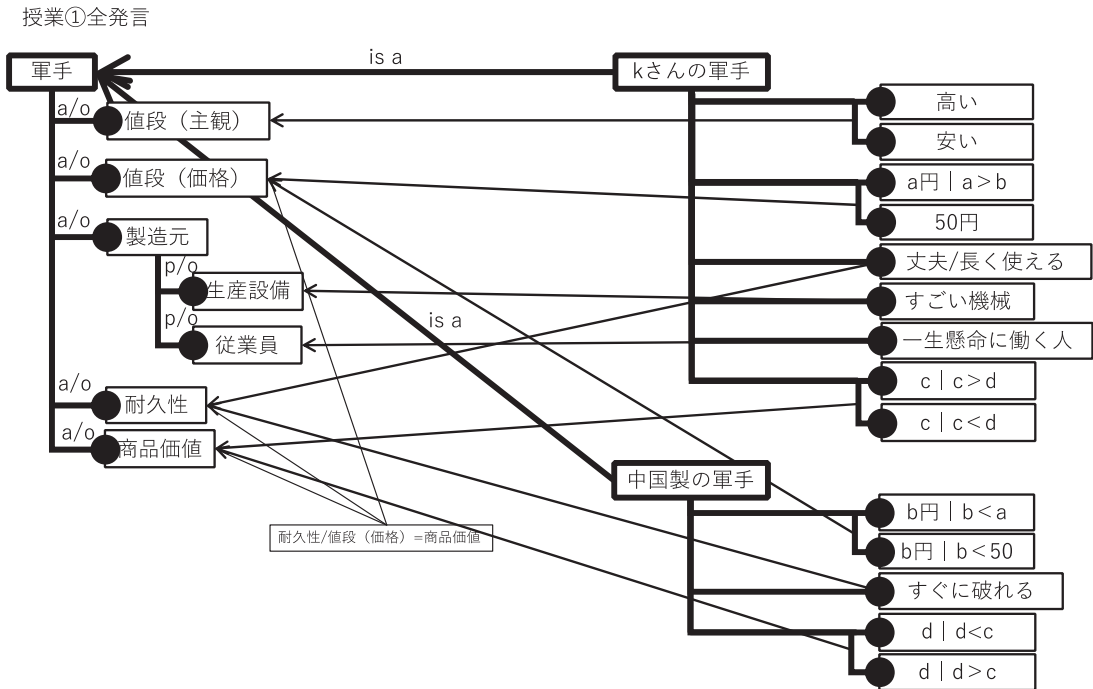 授業①全発言
軍手
is a
kさんの軍手
a/o
値段（主観）
高い
安い
a/o
値段（価格）
a円 | a>b
50円
a/o
製造元
丈夫/長く使える
p/o
生産設備
すごい機械
p/o
従業員
is a
一生懸命に働く人
a/o
耐久性
c | c>d
a/o
商品価値
c | c<d
中国製の軍手
b円 | b<a
耐久性/値段（価格）=商品価値
b円 | b<50
すぐに破れる
d | d<c
d | d>c